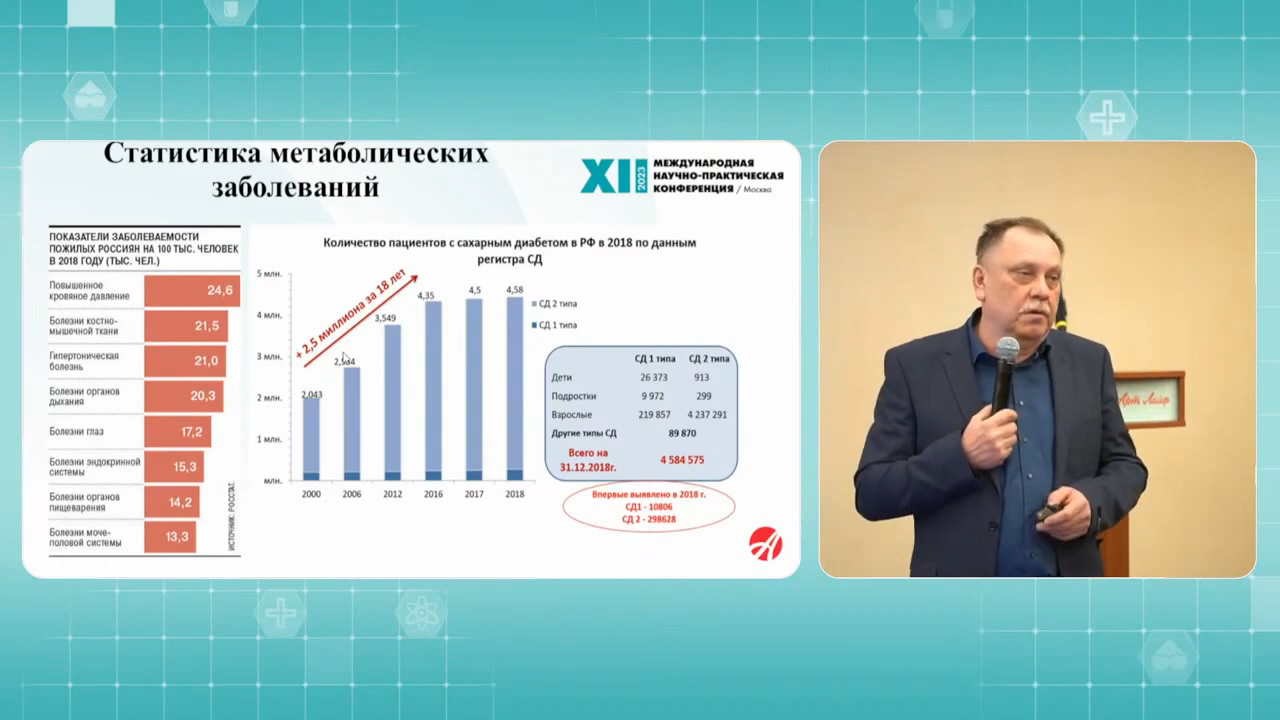 Статистика метаболических
заболеваний
XII 2023
МЕЖДУНАРОДНАЯ
НАУЧНО-ПРАКТИЧЕСКАЯ
КОНФЕРЕНЦИЯ / Москва
ПОКАЗАТЕЛИ ЗАБОЛЕВАЕМОСТИ
ПОЖИЛЫХ РОССИЯН НА 100 ТЫС. ЧЕЛОВЕК
В 2018 ГОДУ (ТЫС. ЧЕЛ.)
Повышенное
кровяное давление
24,6
Болезни костно-
мышечной ткани
21,5
Гипертоническая
болезнь
21,0
Болезни органов
дыхания
20,3
Болезни глаз
17,2
Болезни эндокринной
системы
15,3
Болезни органов
пищеварения
14,2
Болезни моче-
половой системы
13,3
ИСТОЧНИК: РОССТАТ.
Количество пациентов с сахарным диабетом в РФ в 2018 по данным
регистра СД
5 млн.
4 млн.
3 млн.
2 млн.
1 млн.
млн.
+ 2,5 миллиона за 18 лет
2,043
3,549
4,35
4,5
4,58
2000 2006 2012 2016 2017 2018
СД 2 типа
СД 1 типа
СД 1 типа СД 2 типа
Дети 26 373 913
Подростки 9 972 299
Взрослые 219 857 4 237 291
Другие типы СД 89 870
Всего на
31.12.2018г.
4 584 575
Впервые выявлено в 2018 г.
СД1 - 10806
СД 2 - 298628
Арт Лайф